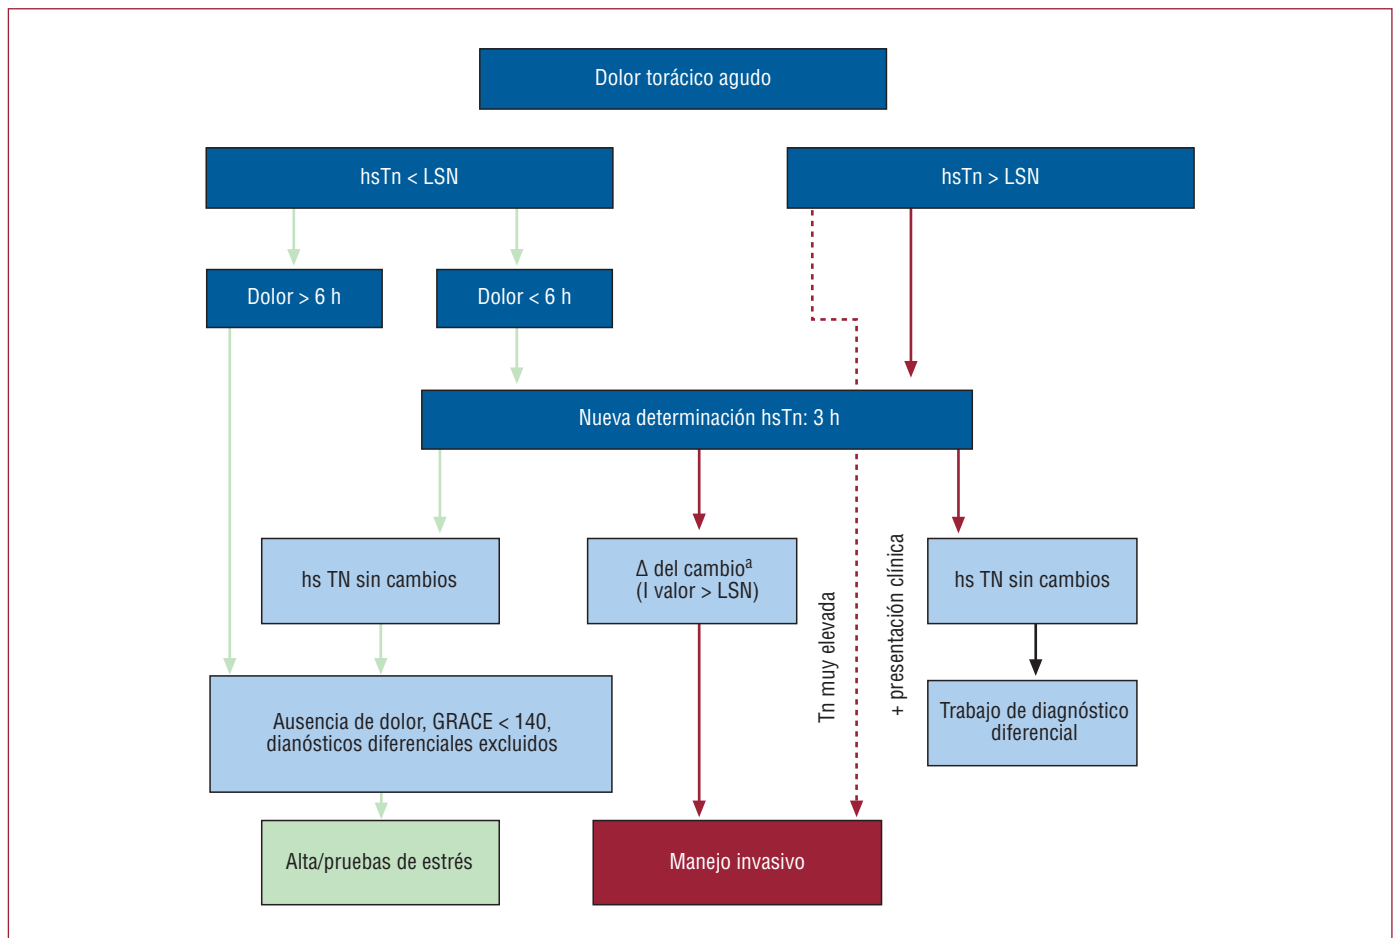 Dolor torácico agudo
hsTn < LSN
hsTn > LSN
Dolor > 6 h
Dolor < 6 h
Nueva determinación hsTn: 3 h
hs TN sin cambios
Δ del cambioª
(I valor > LSN)
Tn muy elevada
+ presentación clínica
hs TN sin cambios
Ausencia de dolor, GRACE < 140,
dianósticos diferenciales excluidos
Trabajo de diagnóstico
diferencial
Alta/pruebas de estrés
Manejo invasivo